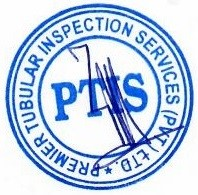 PREMIER TUBULAR INSPECTION SERVICES (PVT.) LTD.
PTIS